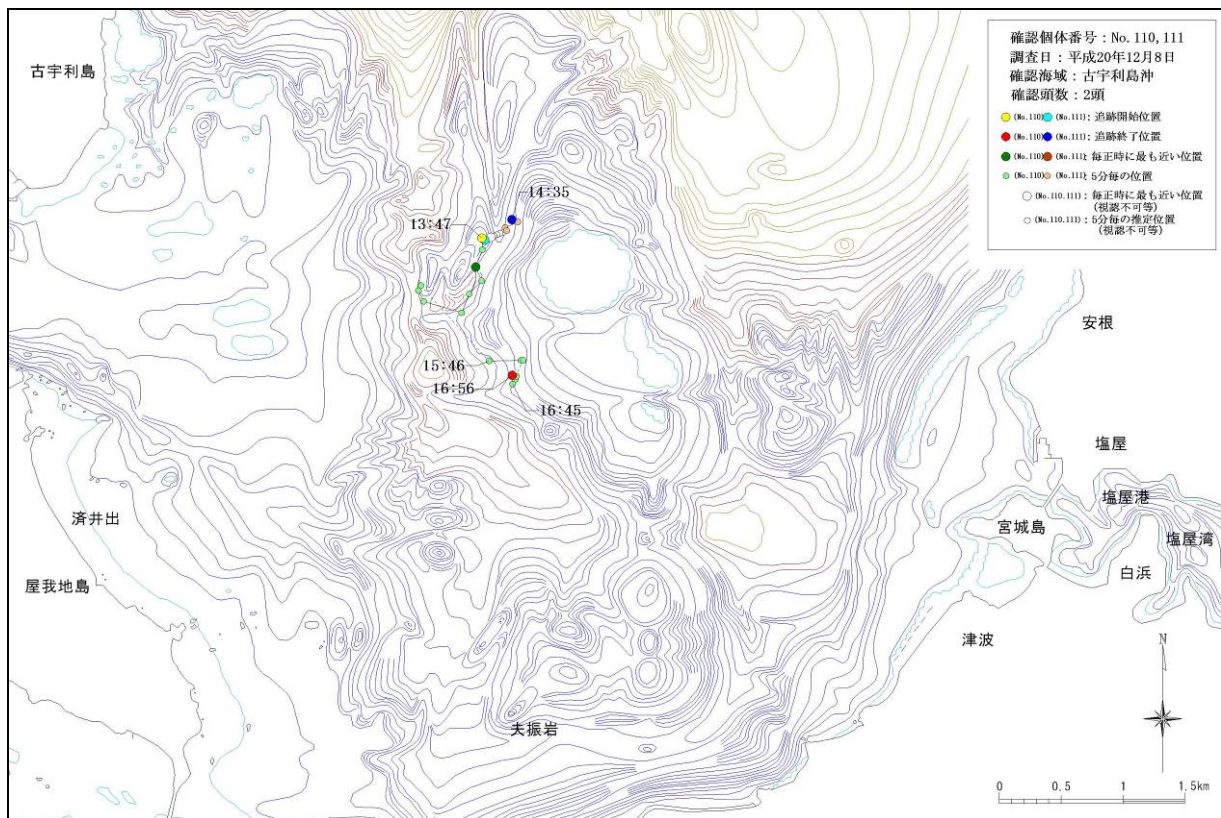 古宇利島
確認個体番号：No.110,111
調査日：平成20年12月8日
確認海域：古宇利島沖
確認頭数：2頭
(No.110) (No.111)：追跡開始位置
(No.110) (No.111)：追跡終了位置
(No.110) (No.111)：毎正時に最も近い位置
(No.110) (No.111)：5分毎の位置
(No.110.111)：毎正時に最も近い位置
(視認不可等)
(No.110.111)：5分毎の推定位置
(視認不可等)
14:35
13:47
安根
15:46
16:56
16:45
塩屋
塩屋港
済井出
宮城島
塩屋湾
白浜
屋我地島
津波
N
夫振岩
0 0.5 1 1.5km